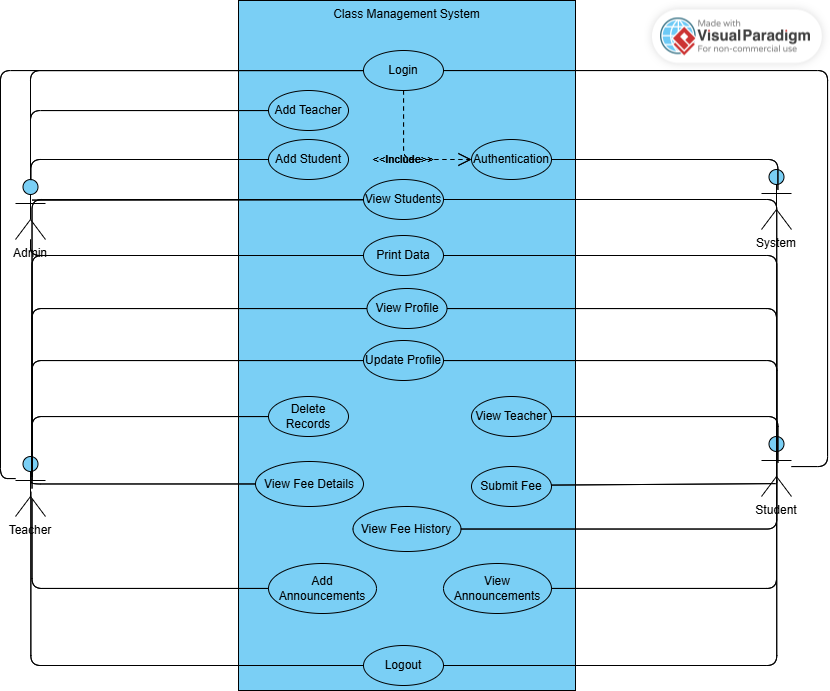 Class Management System
Made with
VisualParadigm
For non-commercial use
Login
Add Teacher
Add Student
<<Include>>
Authentication
View Students
Admin
System
Print Data
View Profile
Update Profile
Delete
Records
View Teacher
View Fee Details
Submit Fee
Teacher
Student
View Fee History
Add
Announcements
View
Announcements
Logout